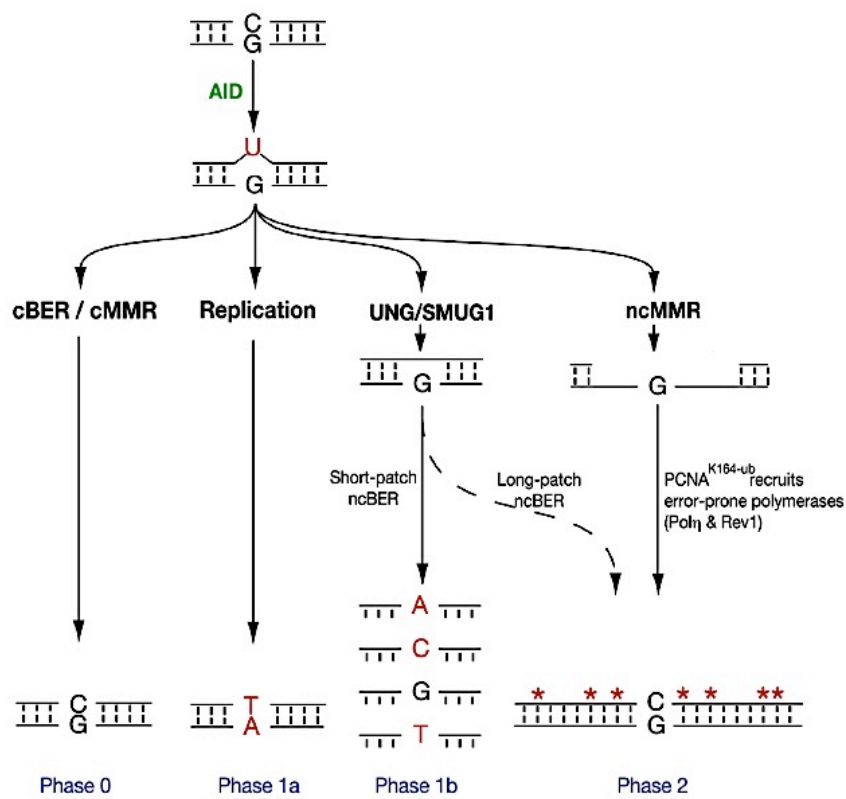 C
G
AID
U
G
cBER / cMMR
Replication
UNG/SMUG1
ncMMR
G
G
Short-patch
ncBER
Long-patch
ncBER
PCNAK164-ub recruits
error-prone polymerases
(Polη & Rev1)
A
C
G
T
C
G
T
A
* * * C * * **
G
Phase 0
Phase 1a
Phase 1b
Phase 2